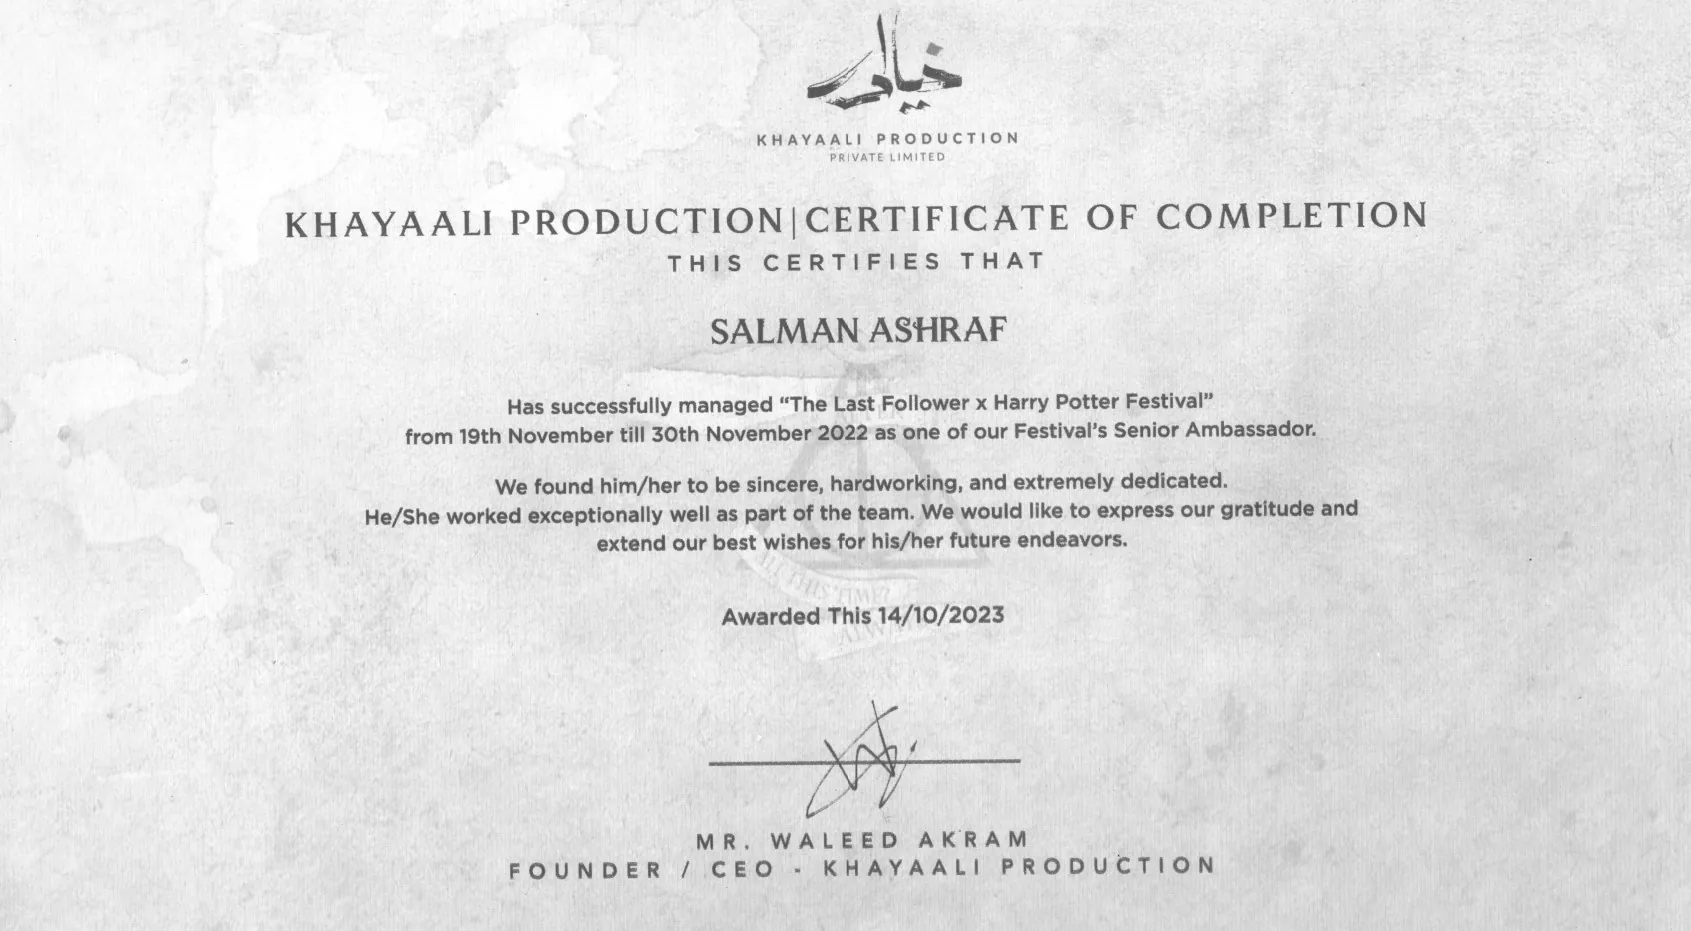 خیالی
KHAYAALI PRODUCTION
PRIVATE LIMITED
KHAYAALI PRODUCTION|CERTIFICATE OF COMPLETION
THIS CERTIFIES THAT
SALMAN ASHRAF
Has successfully managed “The Last Follower x Harry Potter Festival”
from 19th November till 30th November 2022 as one of our Festival’s Senior Ambassador.
We found him/her to be sincere, hardworking, and extremely dedicated.
He/She worked exceptionally well as part of the team. We would like to express our gratitude and
extend our best wishes for his/her future endeavors.
Awarded This 14/10/2023
MR. WALEED AKRAM
FOUNDER / CEO - KHAYAALI PRODUCTION